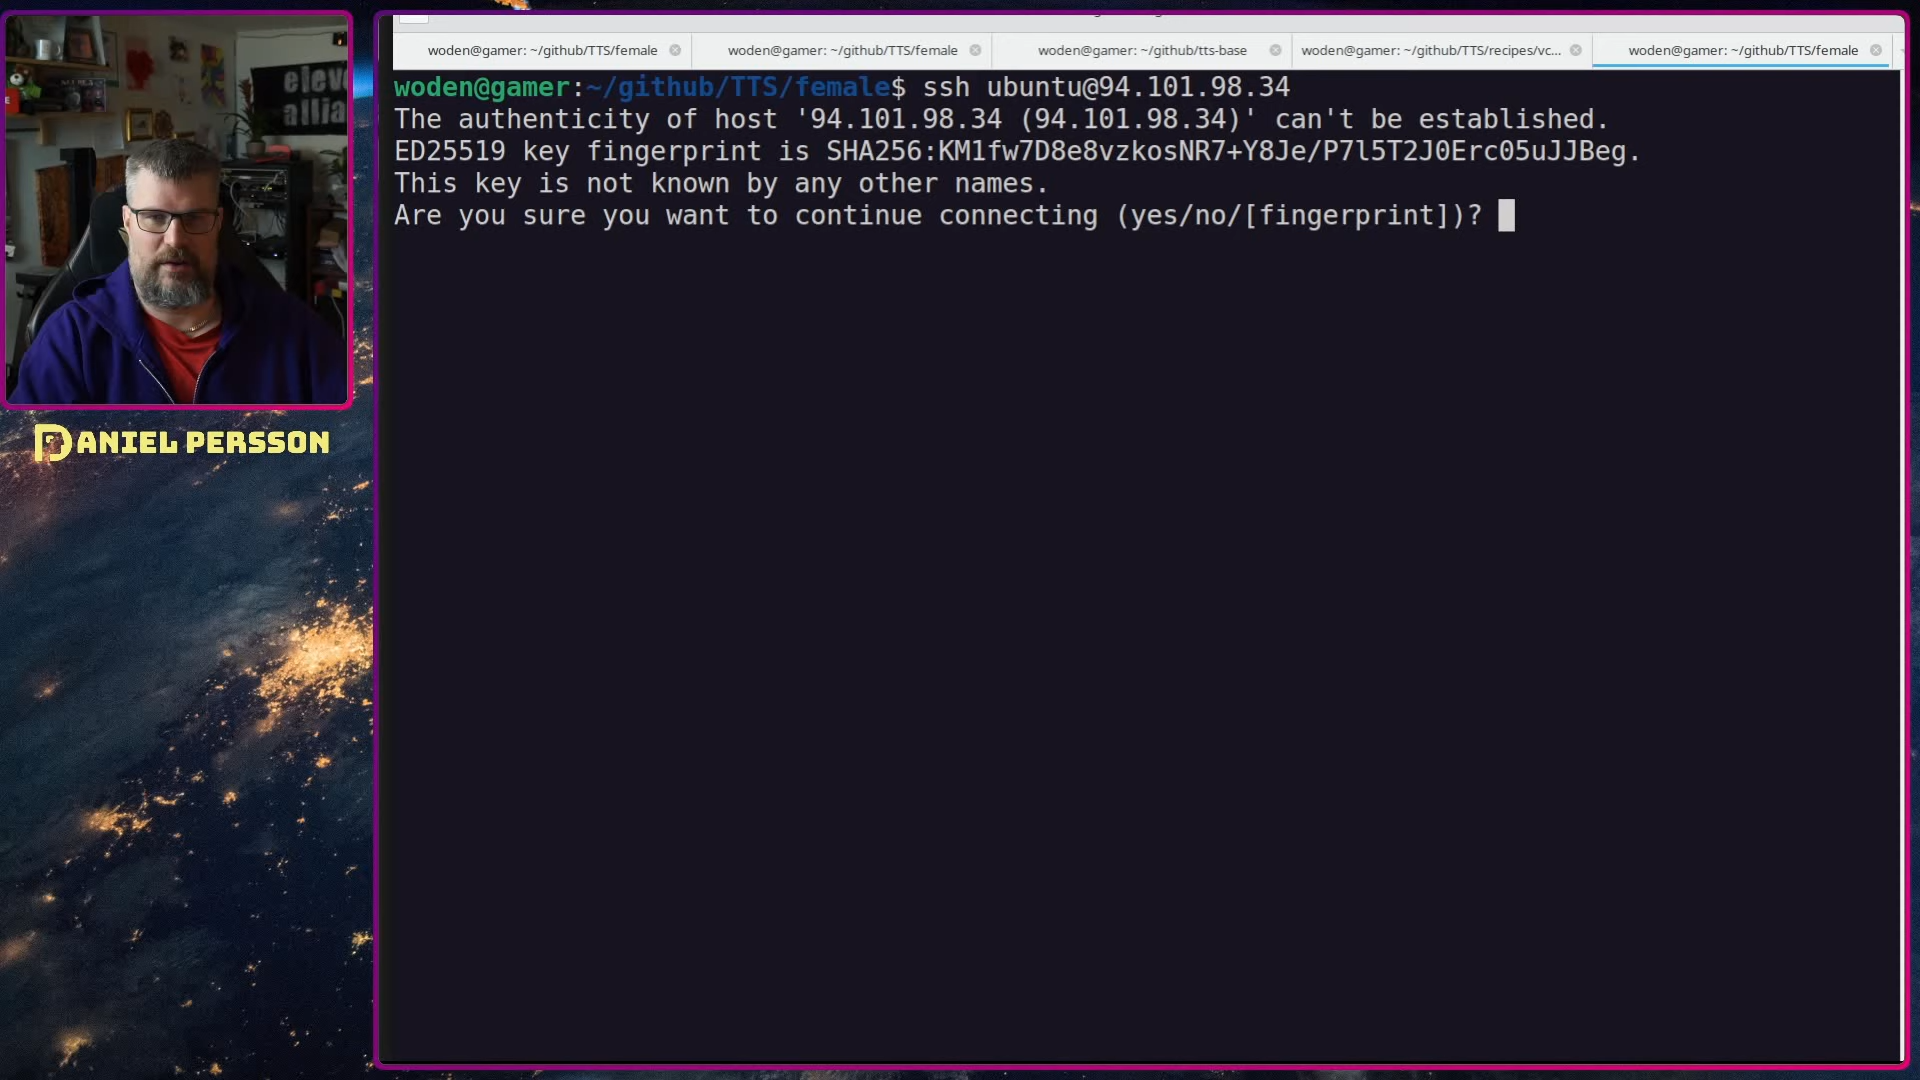 woden@gamer: ~/github/TTS/female
woden@gamer: ~/github/TTS/female
woden@gamer: ~/github/tts-base
woden@gamer: ~/github/TTS/recipes/vc...
woden@gamer: ~/github/TTS/female
woden@gamer:~/github/TTS/female$ ssh ubuntu@94.101.98.34
The authenticity of host '94.101.98.34 (94.101.98.34)' can't be established.
ED25519 key fingerprint is SHA256:KM1fw7D8e8vzkosNR7+Y8Je/P7l5T2J0Erc05uJJBeg.
This key is not known by any other names.
Are you sure you want to continue connecting (yes/no/[fingerprint])?
eleve
allia
DANIEL PERSSON